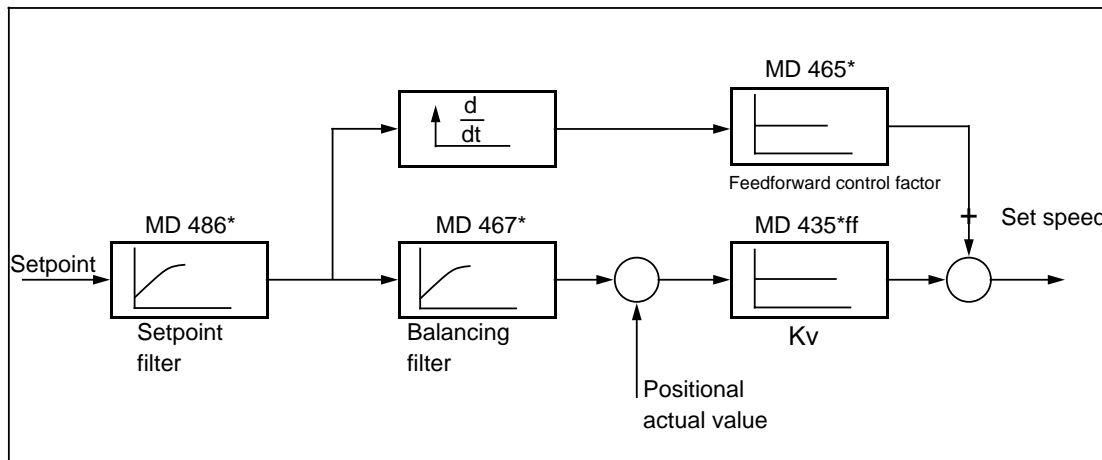 MD 465*
d
dt
Feedforward control factor
MD 486*
MD 467*
MD 435*ff
+
Set speed
Setpoint
Setpoint
filter
Balancing
filter
Kv
Positional
actual value